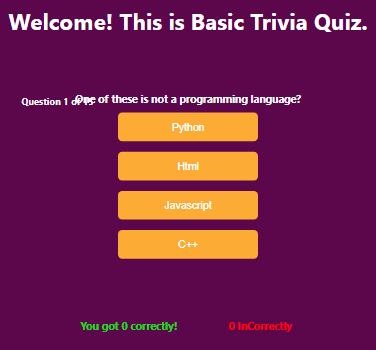 Welcome! This is Basic Trivia Quiz.
One of these is not a programming language?
Question 1 of 15
Python
Html
Javascript
C++
You got 0 correctly! 0 InCorrectly